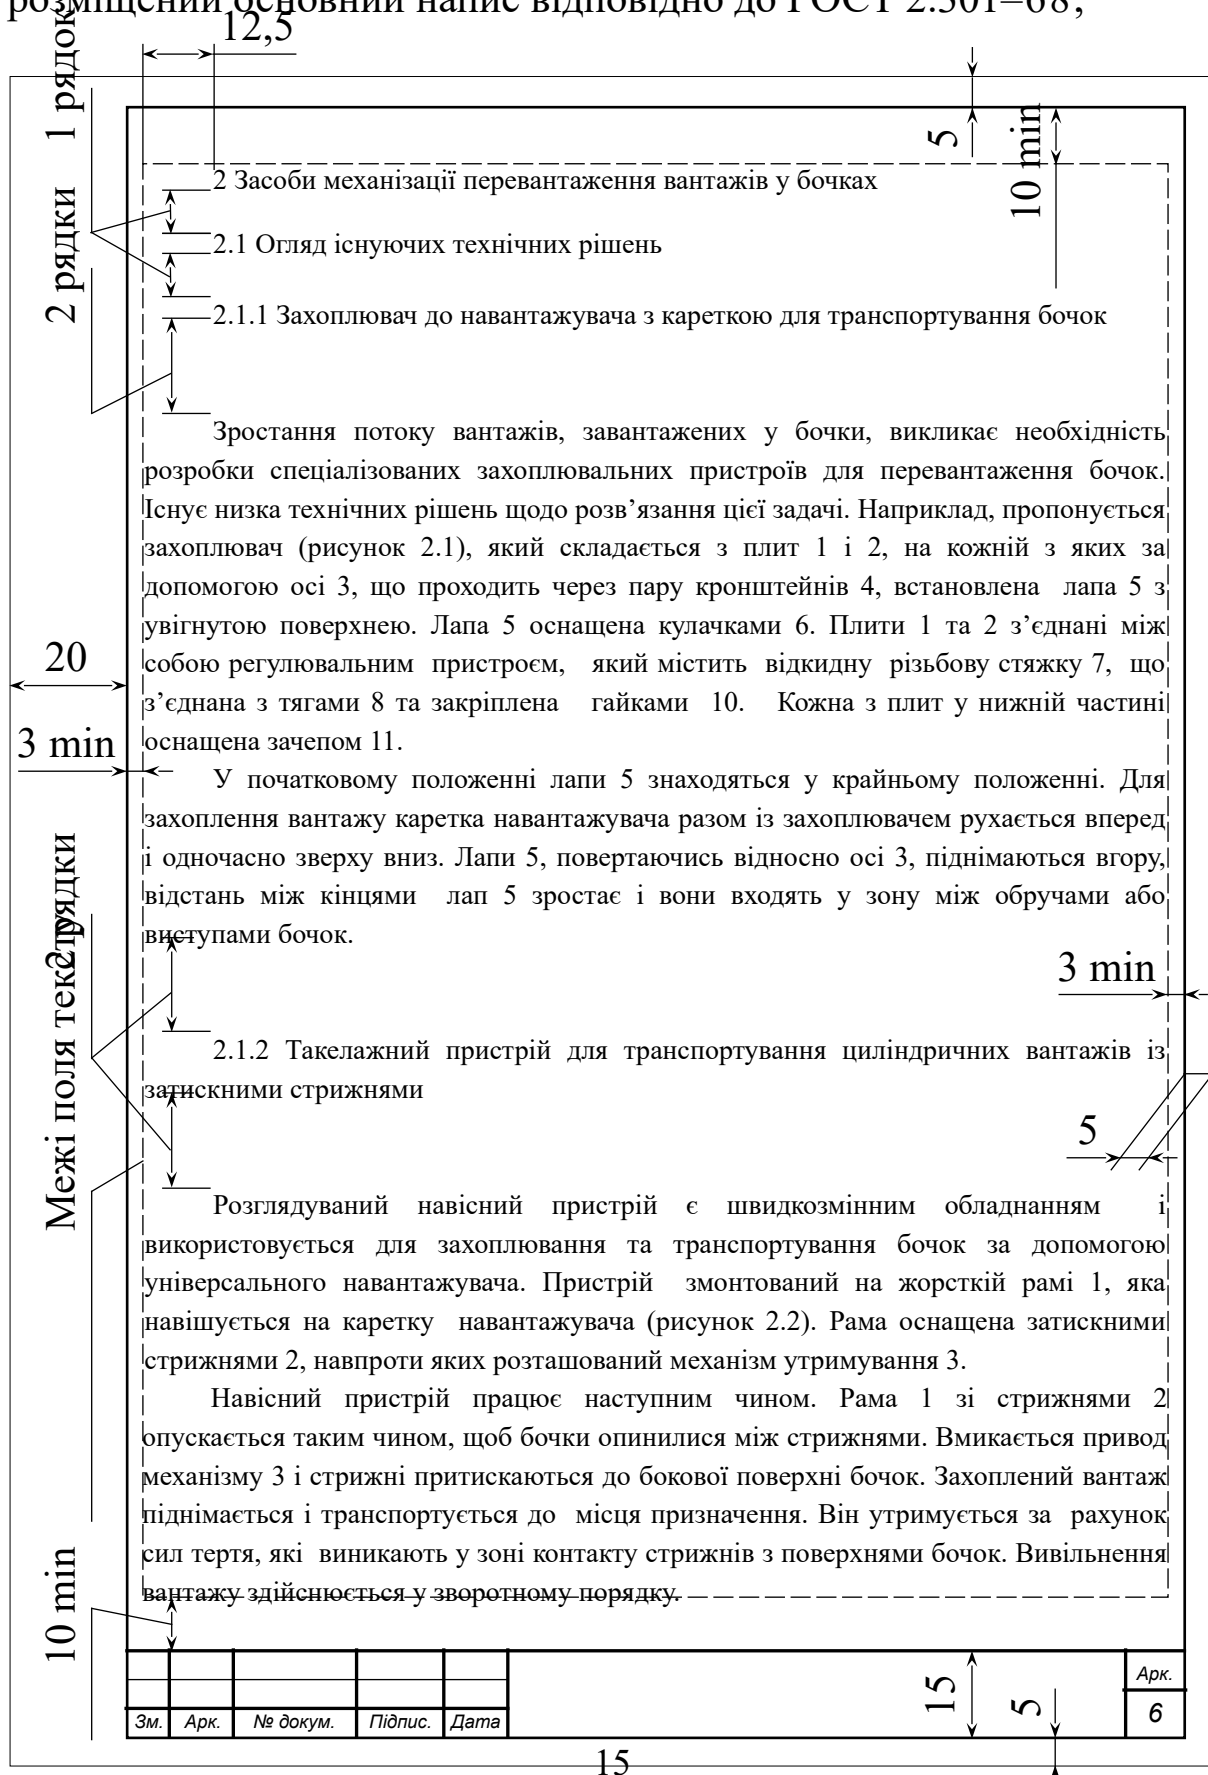 розміщений основний напис відповідно до ГОСТ 2.301–68;
12,5
1 рядок
5
10 min
2 Засоби механізації перевантаження вантажів у бочках
2 рядки
2.1 Огляд існуючих технічних рішень
2.1.1 Захоплювач до навантажувача з кареткою для транспортування бочок
Зростання потоку вантажів, завантажених у бочки, викликає необхідність
розробки спеціалізованих захоплювальних пристроїв для перевантаження бочок.
Існує низка технічних рішень щодо розв’язання цієї задачі. Наприклад, пропонується
захоплювач (рисунок 2.1), який складається з плит 1 і 2, на кожній з яких за
допомогою осі 3, що проходить через пару кронштейнів 4, встановлена лапа 5 з
увігнутою поверхнею. Лапа 5 оснащена кулачками 6. Плити 1 та 2 з’єднані між
20
собою регулювальним пристроєм, який містить відкидну різьбову стяжку 7, що
з’єднана з тягами 8 та закріплена гайками 10. Кожна з плит у нижній частині
3 min
оснащена зачепом 11.
У початковому положенні лапи 5 знаходяться у крайньому положенні. Для
захоплення вантажу каретка навантажувача разом із захоплювачем рухається вперед
і одночасно зверху вниз. Лапи 5, повертаючись відносно осі 3, піднімаються вгору,
відстань між кінцями лап 5 зростає і вони входять у зону між обручами або
виступами бочок.
2 рядки
3 min
Межі поля тексту
2.1.2 Такелажний пристрій для транспортування циліндричних вантажів із
затискними стрижнями
5
Розглядуваний навісний пристрій є швидкозмінним обладнанням і
використовується для захоплювання та транспортування бочок за допомогою
універсального навантажувача. Пристрій змонтований на жорсткій рамі 1, яка
навішується на каретку навантажувача (рисунок 2.2). Рама оснащена затискними
стрижнями 2, навпроти яких розташований механізм утримування 3.
Навісний пристрій працює наступним чином. Рама 1 зі стрижнями 2
опускається таким чином, щоб бочки опинилися між стрижнями. Вмикається привод
механізму 3 і стрижні притискаються до бокової поверхні бочок. Захоплений вантаж
піднімається і транспортується до місця призначення. Він утримується за рахунок
сил тертя, які виникають у зоні контакту стрижнів з поверхнями бочок. Вивільнення
вантажу здійснюється у зворотному порядку.
10 min
15
5
Арк.
6
Зм. Арк. № докум. Підпис. Дата
15